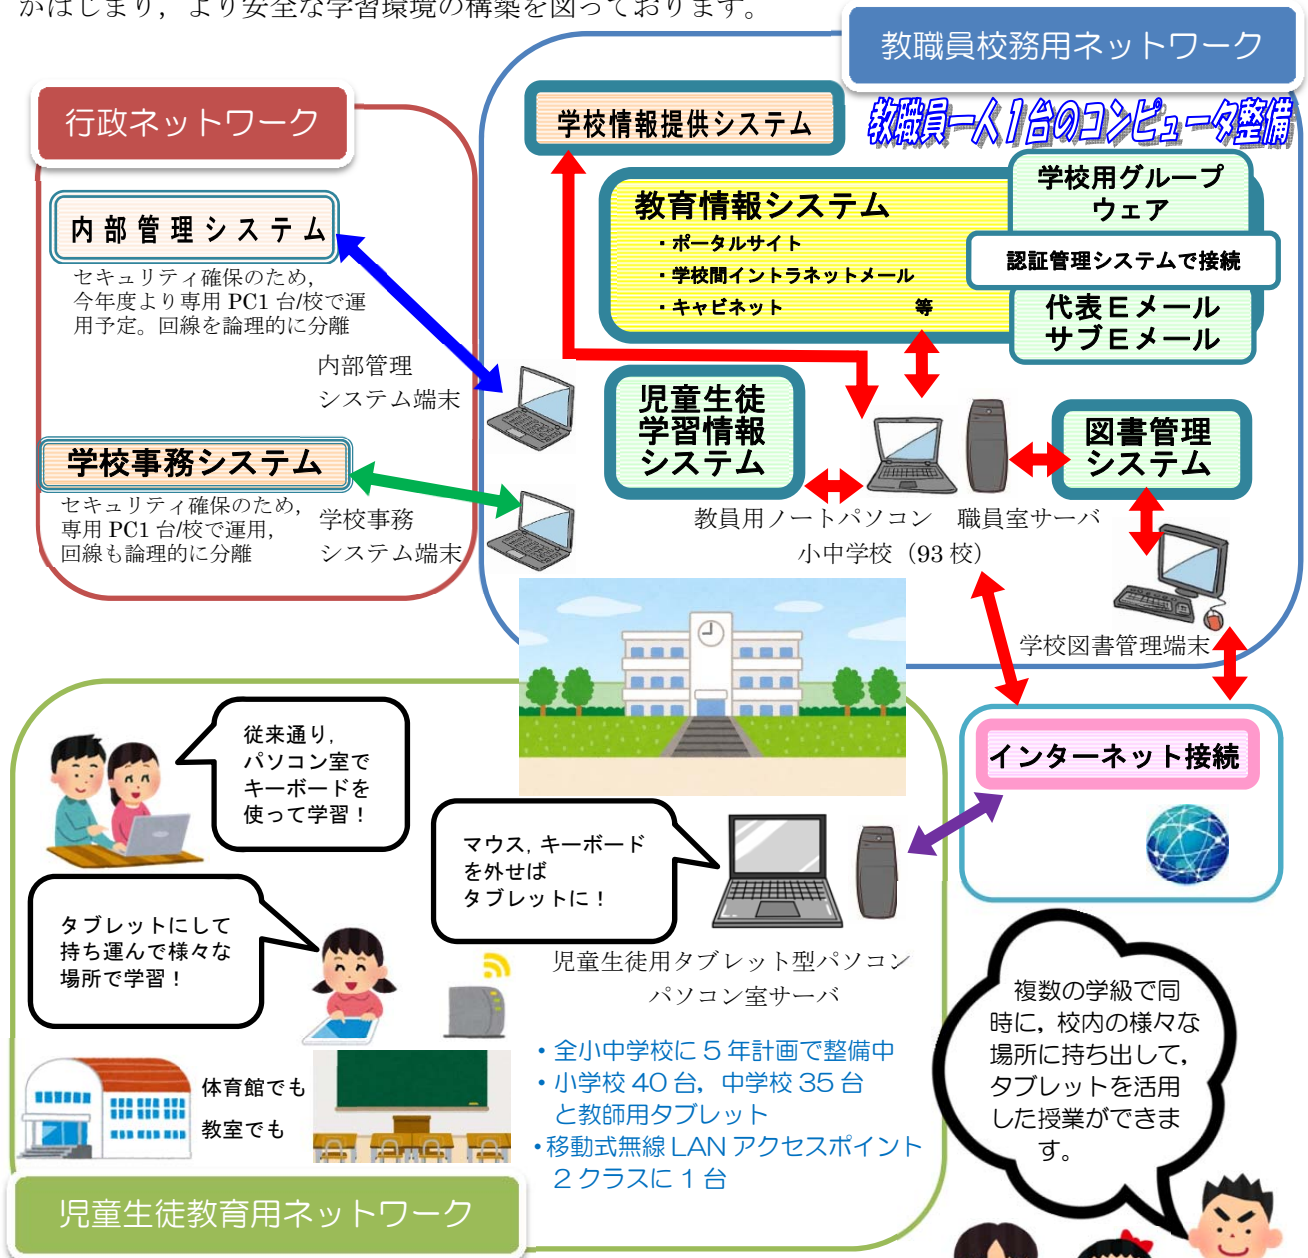 かはじまり，より安全な学習環境の構築を図っております。
教職員校務用ネットワーク
行政ネットワーク
学校情報提供システム
教職員一人１台のコンピュータ整備
内部管理システム
セキュリティ確保のため，
今年度より専用 PC1 台/校で運
用予定。回線を論理的に分離
内部管理
システム端末
教育情報システム
・ポータルサイト
・学校間イントラネットメール
・キャビネット　等
学校用グループ
ウェア
認証管理システムで接続
代表Ｅメール
サブＥメール
学校事務システム
セキュリティ確保のため，
専用 PC1 台/校で運用，
回線も論理的に分離
学校事務
システム端末
児童生徒
学習情報
システム
図書管理
システム
教員用ノートパソコン　職員室サーバ
小中学校（93 校）
学校図書管理端末
インターネット接続
従来通り，
パソコン室で
キーボードを
使って学習！
マウス，キーボード
を外せば
タブレットに！
タブレットにして
持ち運んで様々な
場所で学習！
児童生徒用タブレット型パソコン
パソコン室サーバ
体育館でも
教室でも
・全小中学校に 5 年計画で整備中
・小学校 40 台，中学校 35 台
と教師用タブレット
・移動式無線 LAN アクセスポイント
2 クラスに 1 台
複数の学級で同
時に，校内の様々な
場所に持ち出して，
タブレットを活用
した授業ができま
す。
児童生徒教育用ネットワーク